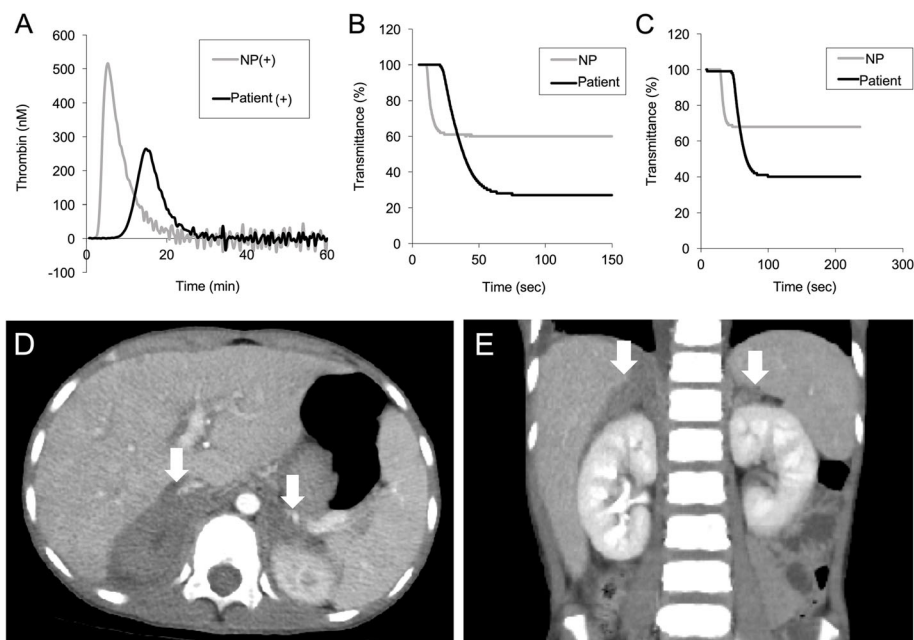 A
Thrombin (nM)
600
500
400
300
200
100
0
-100
0
20
40
60
Time (min)
NP(+)
Patient (+)
B
Transmittance (%)
120
100
80
60
40
20
0
0
50
100
150
Time (sec)
NP
Patient
C
Transmittance (%)
120
100
80
60
40
20
0
0
100
200
300
Time (sec)
NP
Patient
D
E